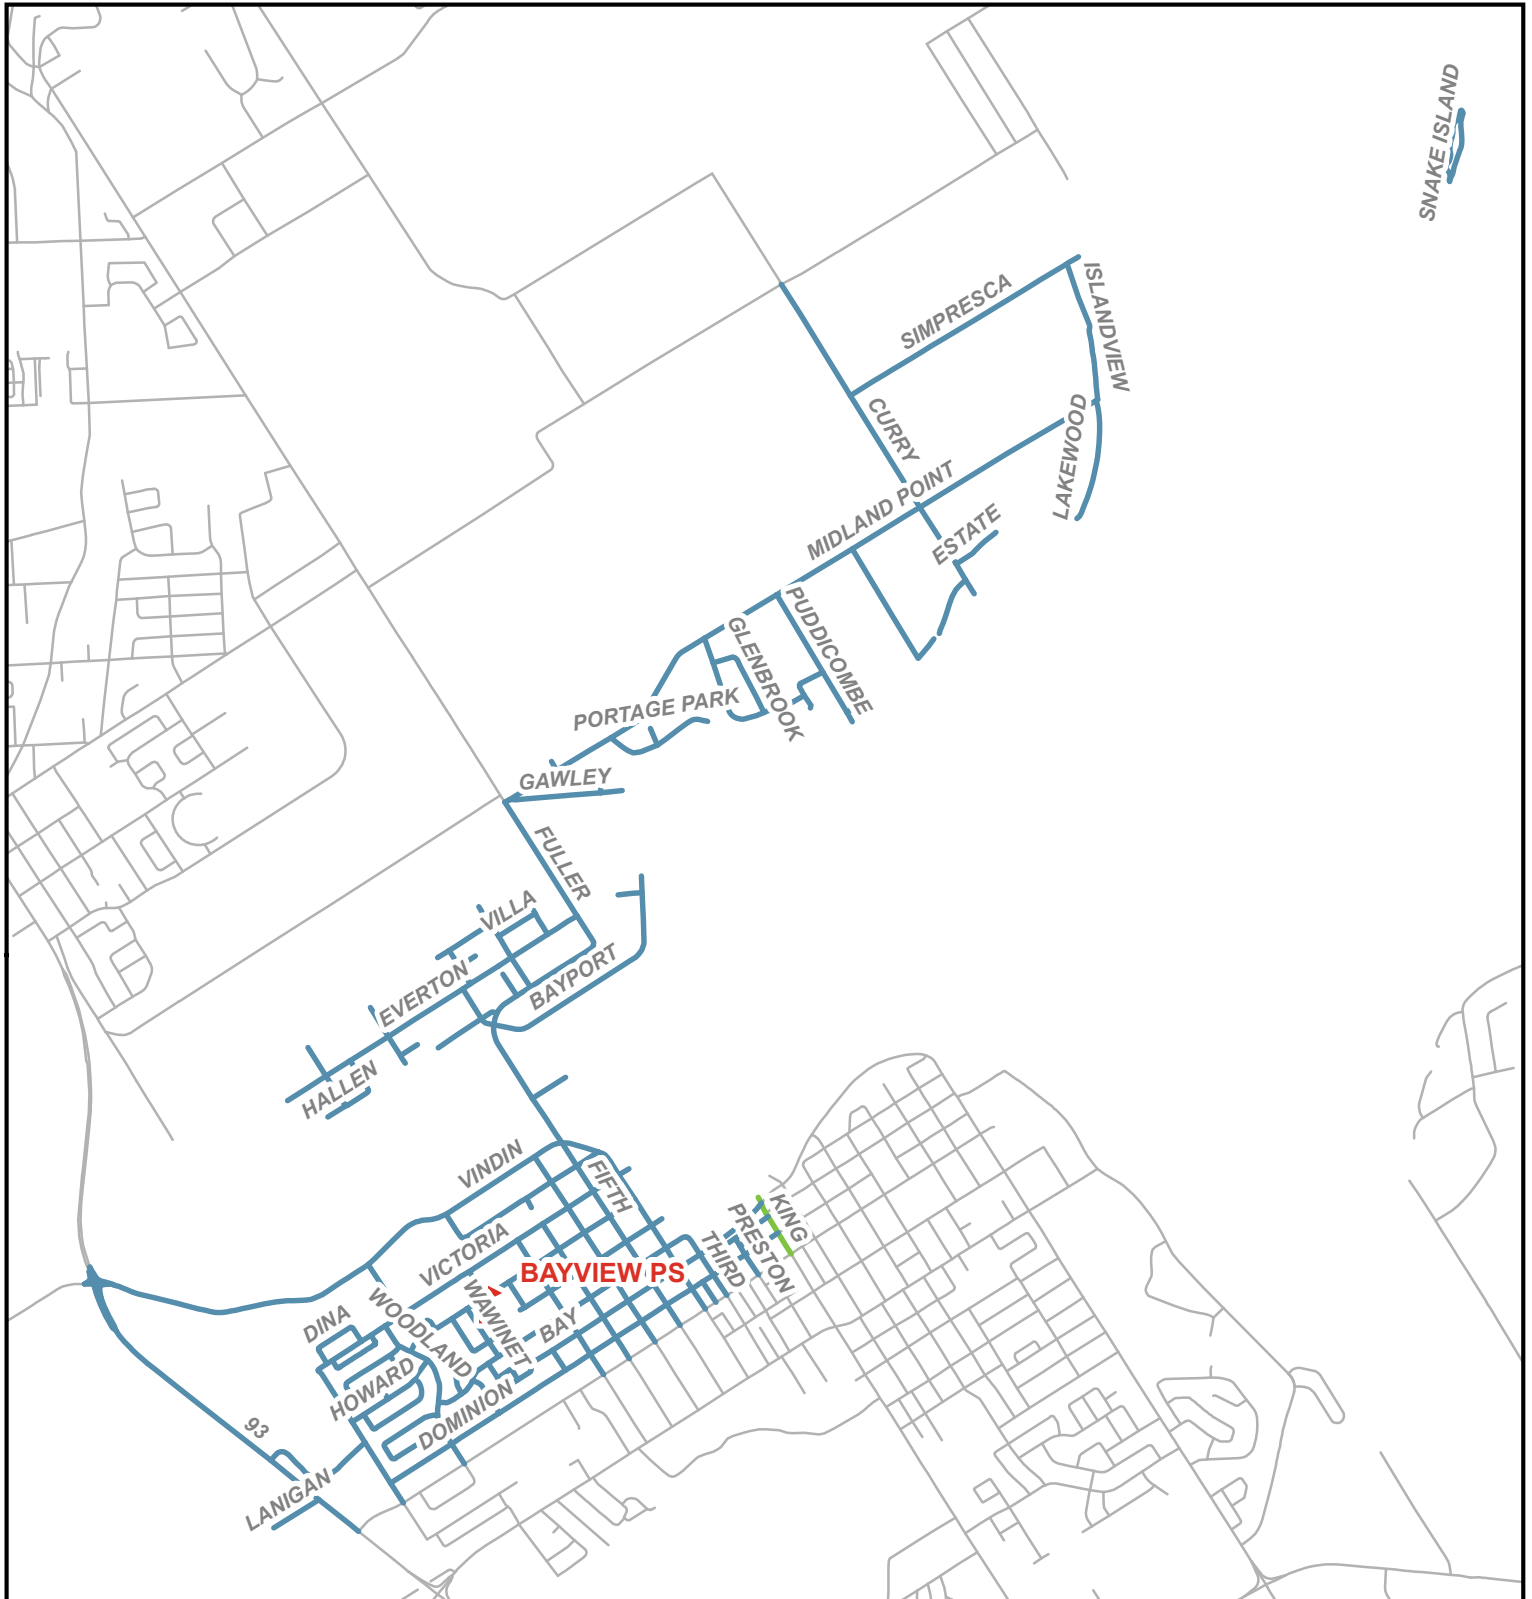 SNAKE ISLAND
ISLANDVIEW
SIMPRESCA
CURRY
LAKEWOOD
MIDLAND POINT
ESTATE
PUDDICOMBE
GLENBROOK
PORTAGE PARK
GAWLEY
FULLER
VILLA
EVERTON
BAYPORT
HALLEN
VINDIN
FIFTH
KING
PRESTON
THIRD
VICTORIA
BAYVIEW PS
WAWINET
WOODLAND
DINA
BAY
HOWARD
DOMINION
93
LANIGAN